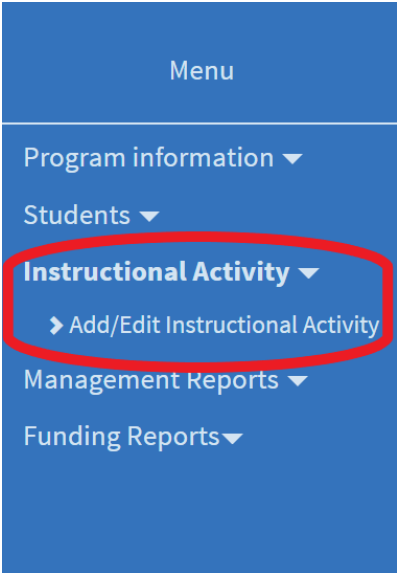 Menu
Program information
Students
Instructional Activity
Add/Edit Instructional Activity
Management Reports
Funding Reports